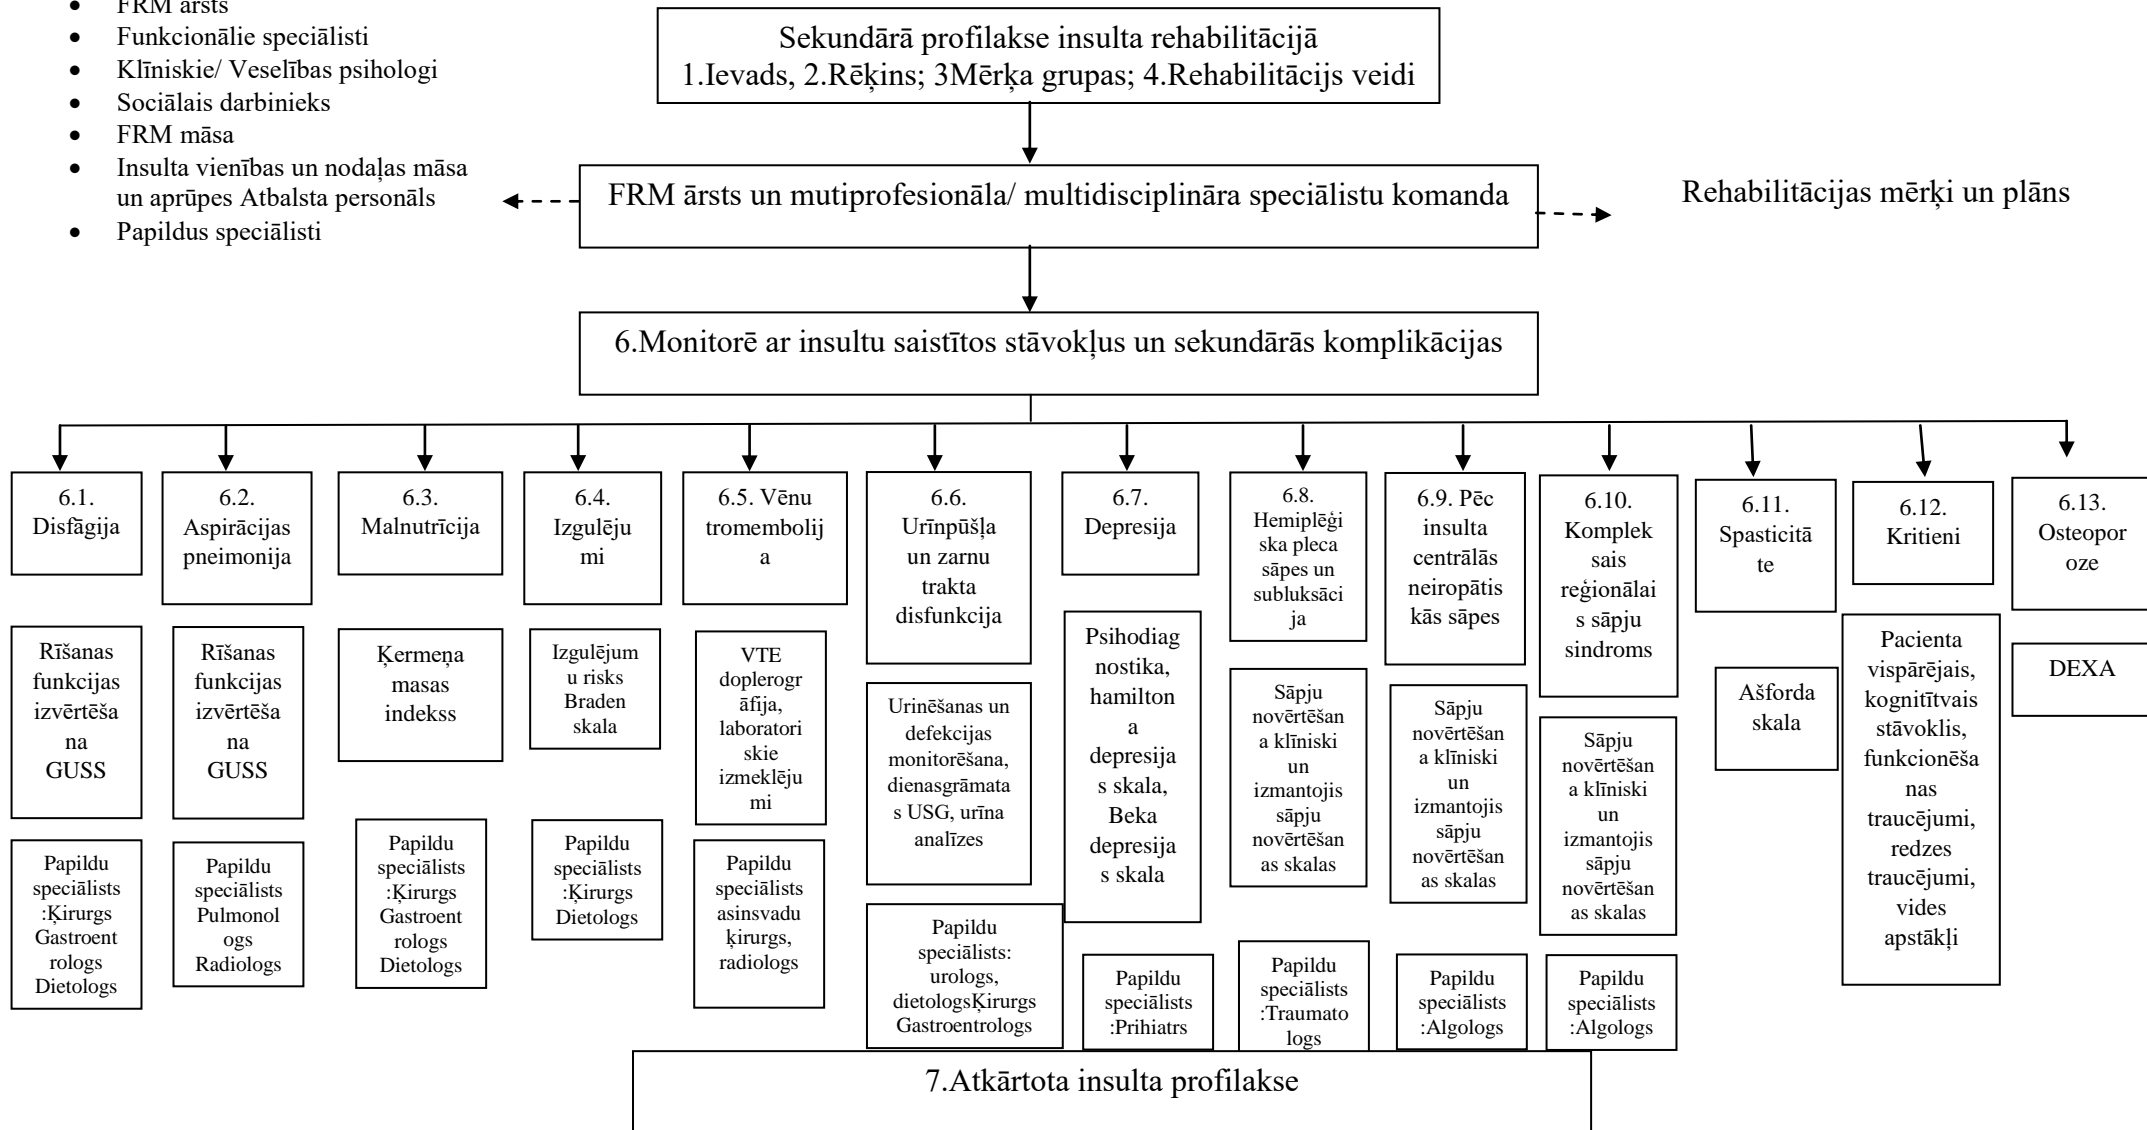 FRM ārsts
Funkcionālie speciālisti
Klīniskie/ Veselības psihologi
Sociālais darbinieks
FRM māsa
Insulta vienības un nodaļas māsa
un aprūpes Atbalsta personāls
Papildus speciālisti
Sekundārā profilakse insulta rehabilitācijā
1.Ievads, 2.Rēķins; 3Mērķa grupas; 4.Rehabilitācijs veidi
FRM ārsts un mutiprofesionāla/ multidisciplināra speciālistu komanda
Rehabilitācijas mērķi un plāns
6.Monitorē ar insultu saistītos stāvokļus un sekundārās komplikācijas
6.1.
Disfāgija
6.2.
Aspirācijas
pneimonija
6.3.
Malnutrīcija
6.4.
Izgulēju
mi
6.5. Vēnu
trombolij
a
6.6.
Urīnpūšļa
un zarnu
trakta
disfunkcija
6.7.
Depresija
6.8.
Hemiplēģi
ska pleca
sāpes un
subluksāci
ja
6.9. Pēc
insulta
centrālās
neiropātis
kās sāpes
6.10.
Komplek
sais
reģionālai
s sāpju
sindroms
6.11.
Spasticitā
te
6.12.
Kritieni
6.13.
Osteopor
oze
Rīšanas
funkcijas
izvērtēša
na
GUSS
Rīšanas
funkcijas
izvērtēša
na
GUSS
Ķermeņa
masas
indekss
Izgulējum
u risks
Braden
skala
VTE
doplerogr
āfija,
laboratori
skie
izmeklēju
mi
Urinēšanas un
defekcijas
monitorēšana,
dienasgrāmata
s USG, urīna
analīzes
Psihodiag
nostika,
hamilton
a
depresija
s skala,
Beka
depresija
s skala
Sāpju
novērtēšan
a klīniski
un
izmantojis
sāpju
novērtēšan
as skalas
Sāpju
novērtēšan
a klīniski
un
izmantojis
sāpju
novērtēšan
as skalas
Sāpju
novērtēšan
a klīniski
un
izmantojis
sāpju
novērtēšan
as skalas
Ašforda
skala
Pacienta
vispārējais,
kognitītvais
stāvoklis,
funkcionēša
nas
traucējumi,
redzes
traucējumi,
vides
apstākļi
DEXA
Papildu
speciālists
:Ķirurgs
Gastroent
rologs
Dietologs
Papildu
speciālists
Pulmonol
ogs
Radiologs
Papildu
speciālists
:Ķirurgs
Gastroent
rologs
Dietologs
Papildu
speciālists
:Ķirurgs
Dietologs
Papildu
speciālists
asinsvadu
ķirurgs,
radiologs
Papildu
speciālists:
urologs,
dietologsĶirurgs
Gastroentrologs
Papildu
speciālists
:Prihiatrs
Papildu
speciālists
:Traumato
logs
Papildu
speciālists
:Algologs
Papildu
speciālists
:Algologs
7.Atkārtota insulta profilakse